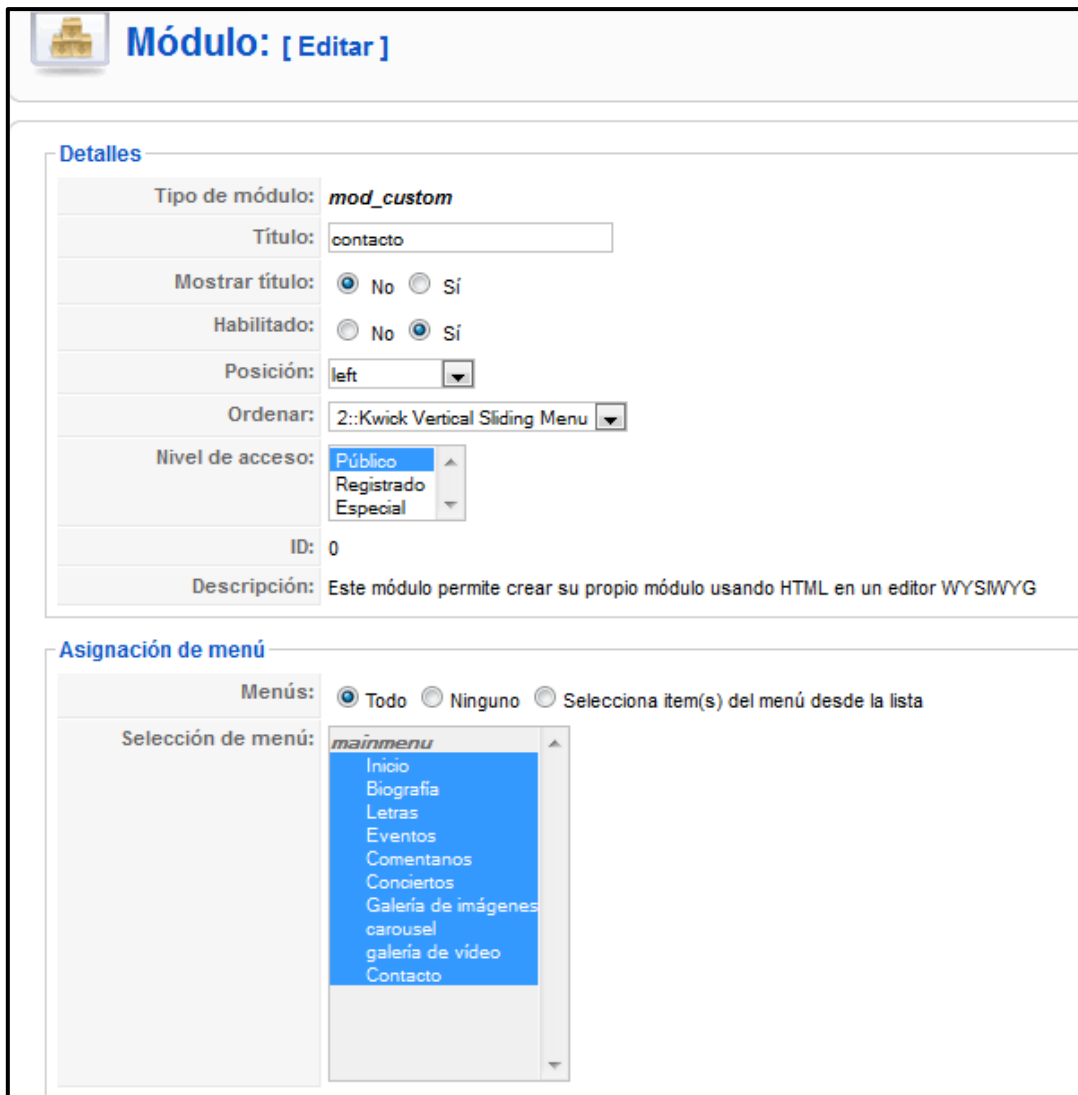 Módulo: [ Editar ]
Detalles
Tipo de módulo: mod_custom
Título: contacto
Mostrar título: No Sí
Habilitado: No Sí
Posición: left
Ordenar: 2::Kwick Vertical Sliding Menu
Nivel de acceso: Público
Registrado
Especial
ID: 0
Descripción: Este módulo permite crear su propio módulo usando HTML en un editor WYSIWYG
Asignación de menú
Menús: Todo Ninguno Selecciona item(s) del menú desde la lista
Selección de menú: mainmenu
Inicio
Biografía
Letras
Eventos
Comentanos
Conciertos
Galería de imágenes
carousel
galería de vídeo
Contacto